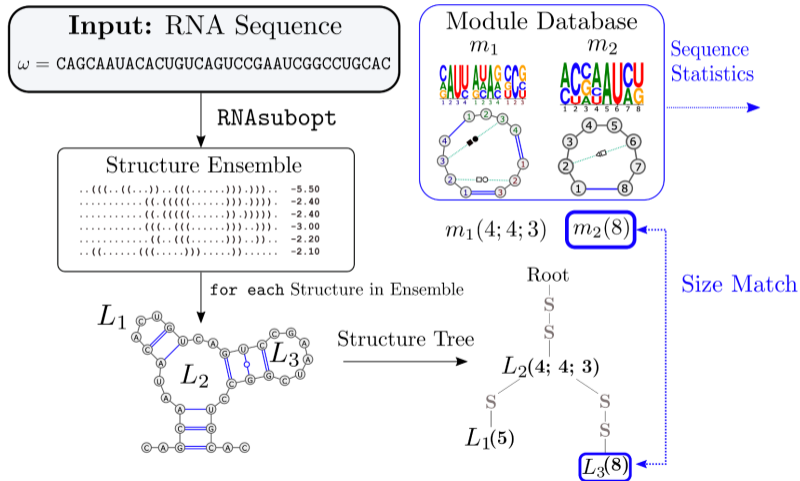 Input: RNA Sequence
ω = CAGCAAUACACUGUCAGUCCGAAUCGGCCUGCAC
RNAsubopt
Structure Ensemble
..(((..((...))..(((......))).))).. -5.50
-2.40
-2.40
-3.00
-2.20
-2.10
for each Structure in Ensemble
L1
L2
L3
Structure Tree
Module Database
m1
m2
Sequence
Statistics
m1(4; 4; 3)
m2(8)
Size Match
Root
S
S
L2(4; 4; 3)
S
S
L1(5)
S
L3(8)